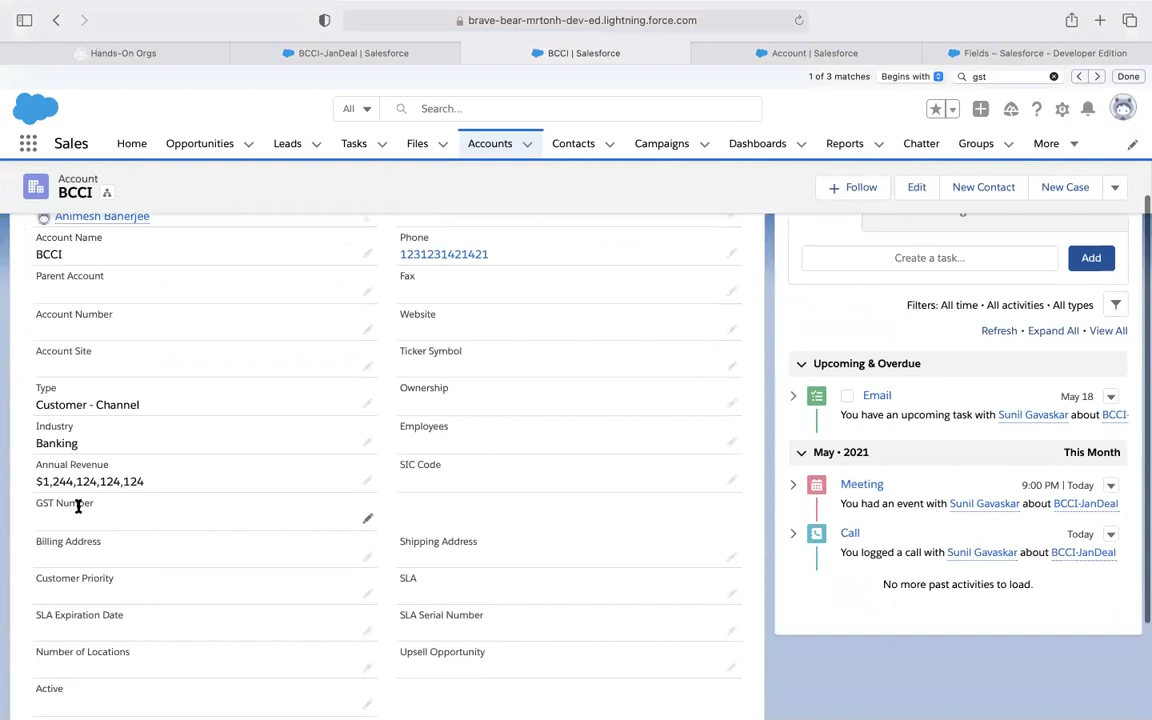 brave-bear-mrtonh-dev-ed.lightning.force.com
Hands-On Orgs
BCCI-JanDeal | Salesforce
BCCI | Salesforce
Account | Salesforce
Fields ~ Salesforce - Developer Edition
1 of 3 matches
Begins with
gst
Done
All
Search...
Sales
Home
Opportunities
Leads
Tasks
Files
Accounts
Contacts
Campaigns
Dashboards
Reports
Chatter
Groups
More
Account
BCCI
Follow
Edit
New Contact
New Case
Animesh Banerjee
Account Name
BCCI
Phone
1231231421421
Parent Account
Fax
Account Number
Website
Account Site
Ticker Symbol
Type
Customer - Channel
Ownership
Industry
Banking
Employees
Annual Revenue
$1,244,124,124,124
SIC Code
GST Number
Billing Address
Shipping Address
Customer Priority
SLA
SLA Expiration Date
SLA Serial Number
Number of Locations
Upsell Opportunity
Active
Create a task...
Add
Filters: All time • All activities • All types
Refresh • Expand All • View All
Upcoming & Overdue
Email
May 18
You have an upcoming task with Sunil Gavaskar about BCCI-
May • 2021
This Month
Meeting
9:00 PM | Today
You had an event with Sunil Gavaskar about BCCI-JanDeal
Call
Today
You logged a call with Sunil Gavaskar about BCCI-JanDeal
No more past activities to load.